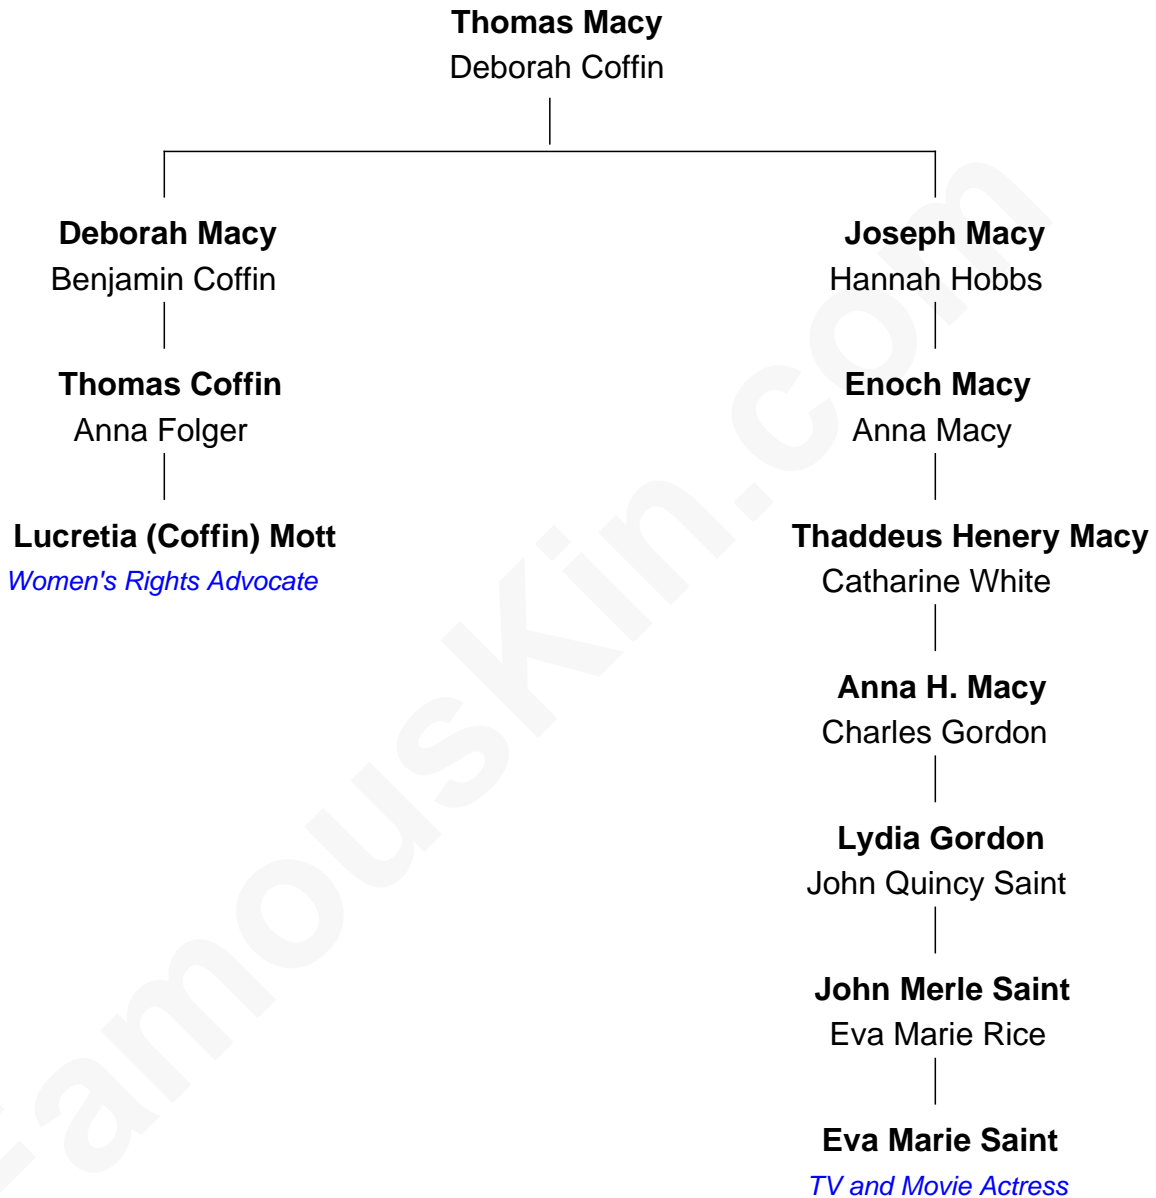 Thomas Macy
Deborah Coffin
Deborah Macy
Benjamin Coffin
Thomas Coffin
Anna Folger
Lucretia (Coffin) Mott
Women's Rights Advocate
Joseph Macy
Hannah Hobbs
Enoch Macy
Anna Macy
Thaddeus Henery Macy
Catharine White
Anna H. Macy
Charles Gordon
Lydia Gordon
John Quincy Saint
John Merle Saint
Eva Marie Rice
Eva Marie Saint
TV and Movie Actress
FamousKin.com